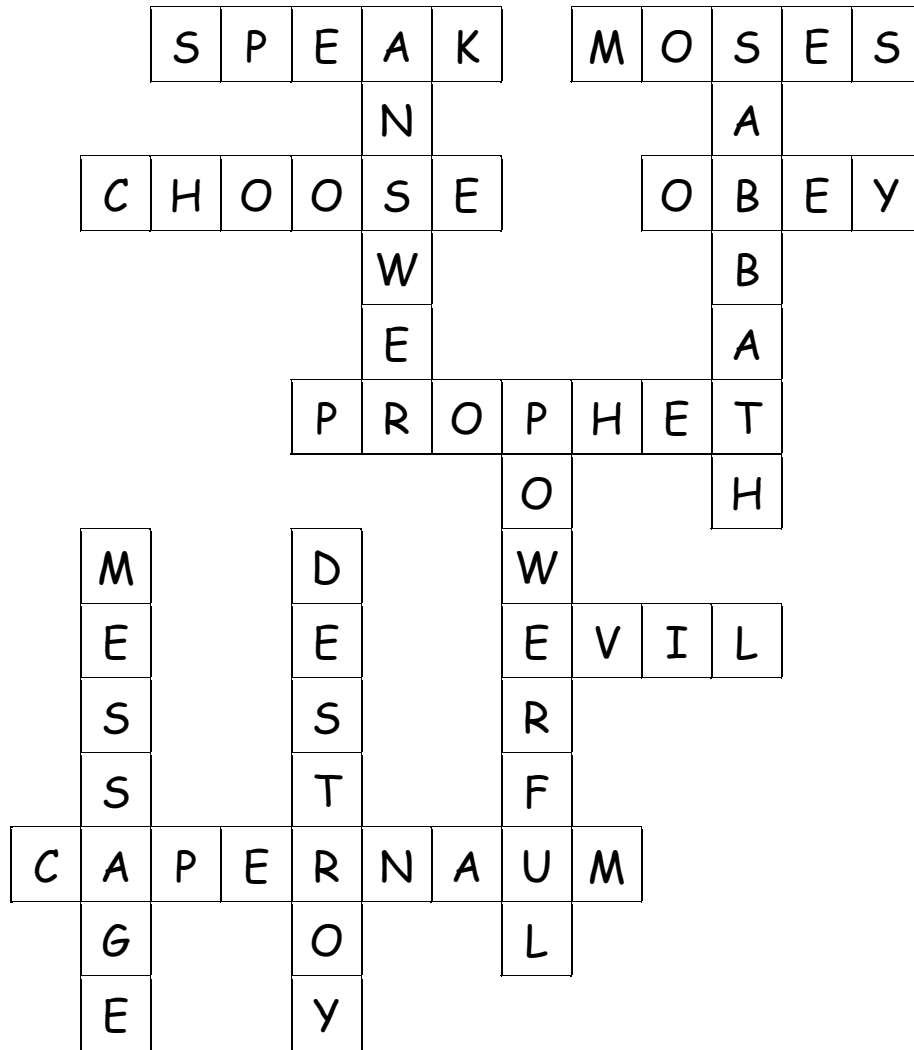 S P E A K M O S E S
N A
C H O O S E O B E Y
W B
E A
P R O P H E T
O H
M D W
E E E V I L
S S R
S T F
C A P E R N A U M
G O L
E Y